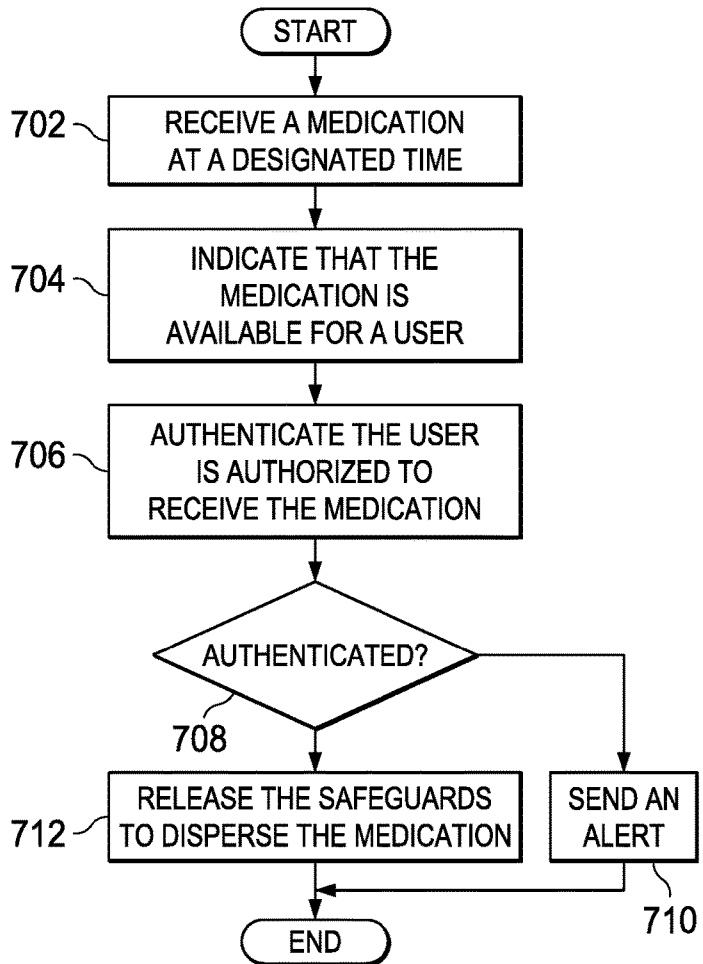 START
702
RECEIVE A MEDICATION
AT A DESIGNATED TIME
704
INDICATE THAT THE
MEDICATION IS
AVAILABLE FOR A USER
706
AUTHENTICATE THE USER
IS AUTHORIZED TO
RECEIVE THE MEDICATION
AUTHENTICATED?
708
712
RELEASE THE SAFEGUARDS
TO DISPERSE THE MEDICATION
SEND AN
ALERT
710
END